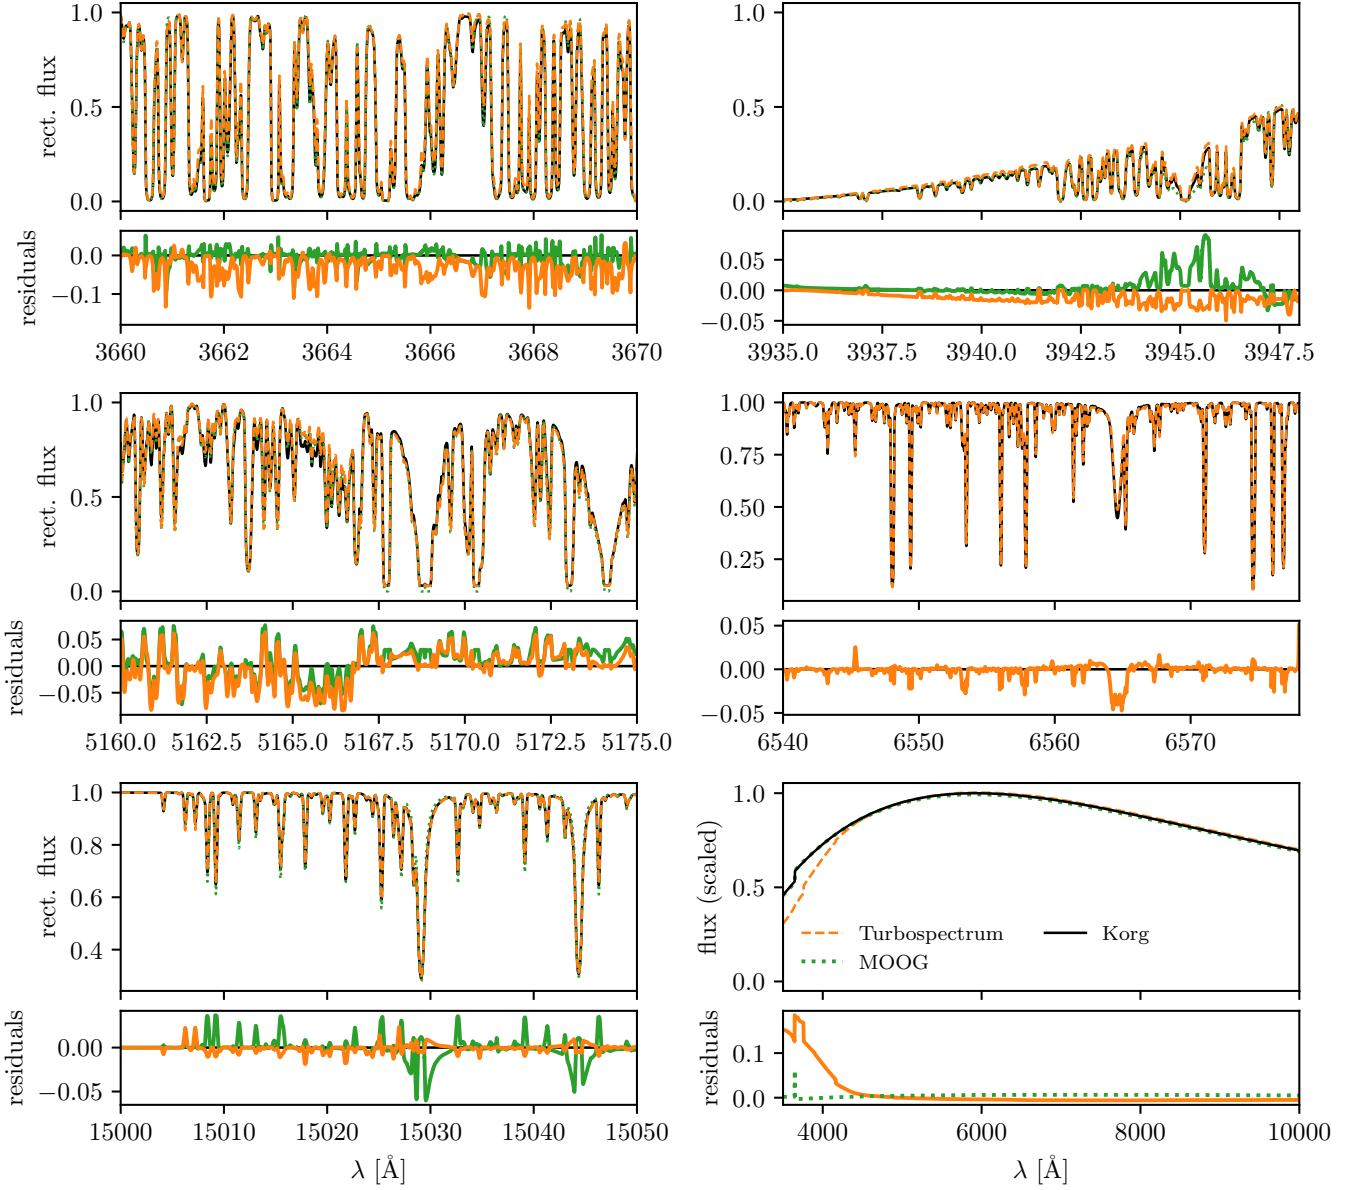 1.0
0.5
0.0
rect. flux
0.0
−0.1
residuals
3660 3662 3664 3666 3668 3670
1.0
0.5
0.0
0.05
0.00
−0.05
3935.0 3937.5 3940.0 3942.5 3945.0 3947.5
1.0
0.5
0.0
rect. flux
0.05
0.00
−0.05
residuals
5160.0 5162.5 5165.0 5167.5 5170.0 5172.5 5175.0
1.00
0.75
0.50
0.25
0.05
0.00
−0.05
6540 6550 6560 6570
1.0
0.8
0.6
0.4
rect. flux
0.00
−0.05
residuals
15000 15010 15020 15030 15040 15050
λ [Å]
1.0
0.5
0.0
flux (scaled)
Turbospectrum
MOOG
Korg
0.1
0.0
residuals
4000 6000 8000 10000
λ [Å]